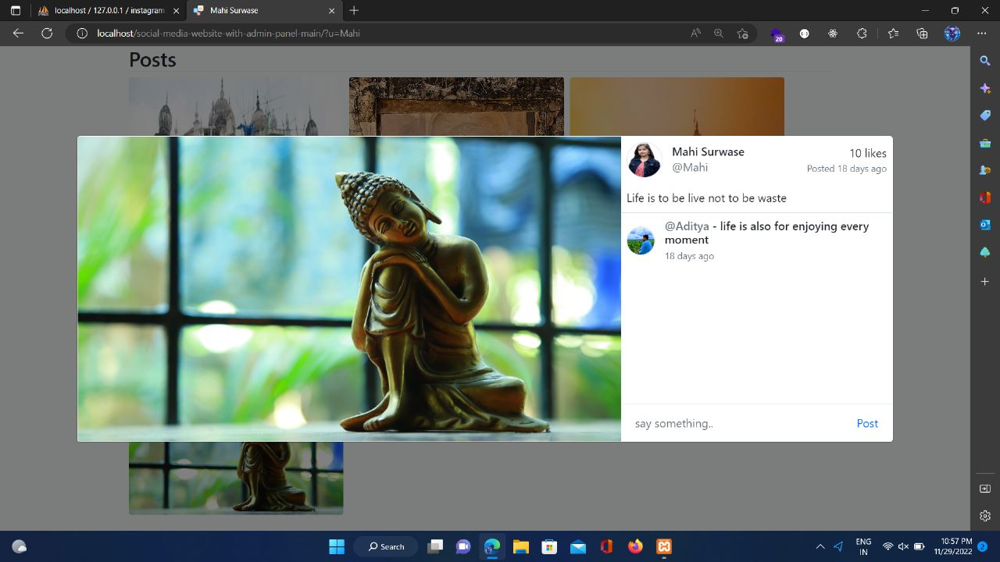 localhost / 127.0.0.1 / instagram
Mahi Surwase
localhost/social-media-website-with-admin-panel-main/?u=Mahi
20
Posts
Mahi Surwase
10 likes
@Mahi
Posted 18 days ago
Life is to be live not to be waste
@Aditya - life is also for enjoying every
moment
18 days ago
say something..
Post
Search
ENG
IN
10:57 PM
11/29/2022
2